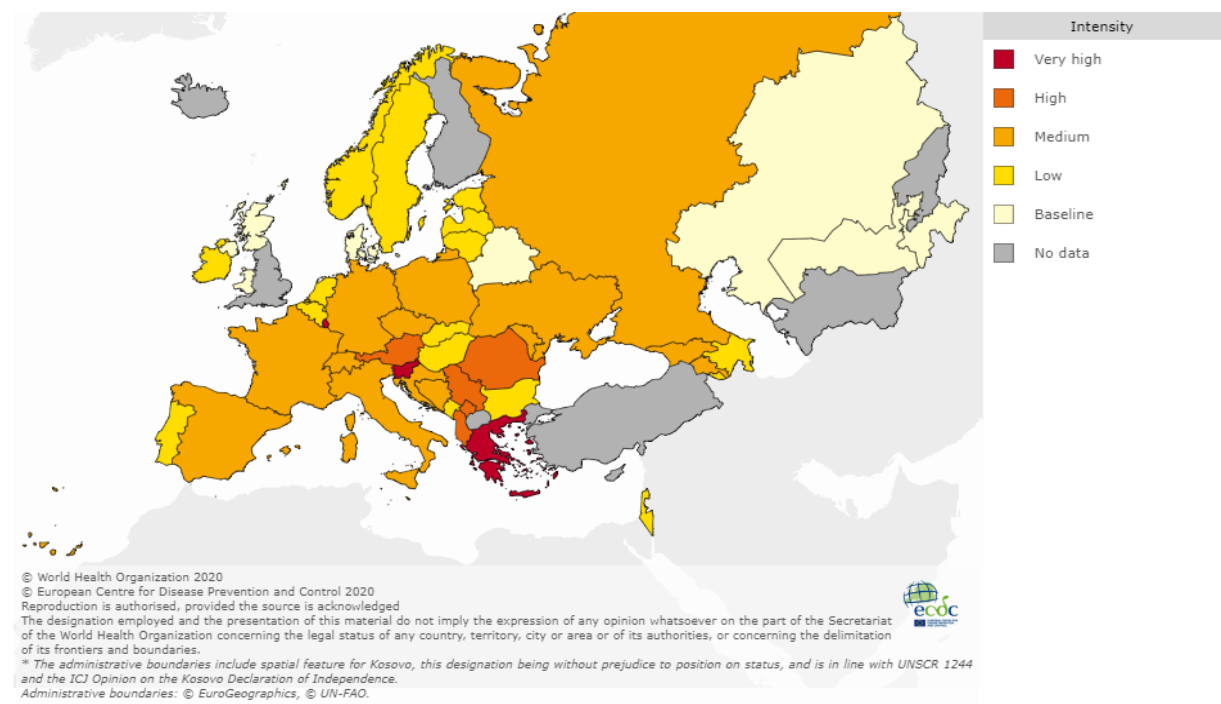 Intensity
Very high
High
Medium
Low
Baseline
No data
© World Health Organization 2020
© European Centre for Disease Prevention and Control 2020
Reproduction is authorised, provided the source is acknowledged
The designation employed and the presentation of this material do not imply the expression of any opinion whatsoever on the part of the Secretariat
of the World Health Organization concerning the legal status of any country, territory, city or area or of its authorities, or concerning the delimitation
of its frontiers and boundaries.
* The administrative boundaries include spatial feature for Kosovo, this designation being without prejudice to position on status, and is in line with UNSCR 1244
and the ICJ Opinion on the Kosovo Declaration of Independence.
Administrative boundaries: © EuroGeographics, © UN-FAO.
ecdc